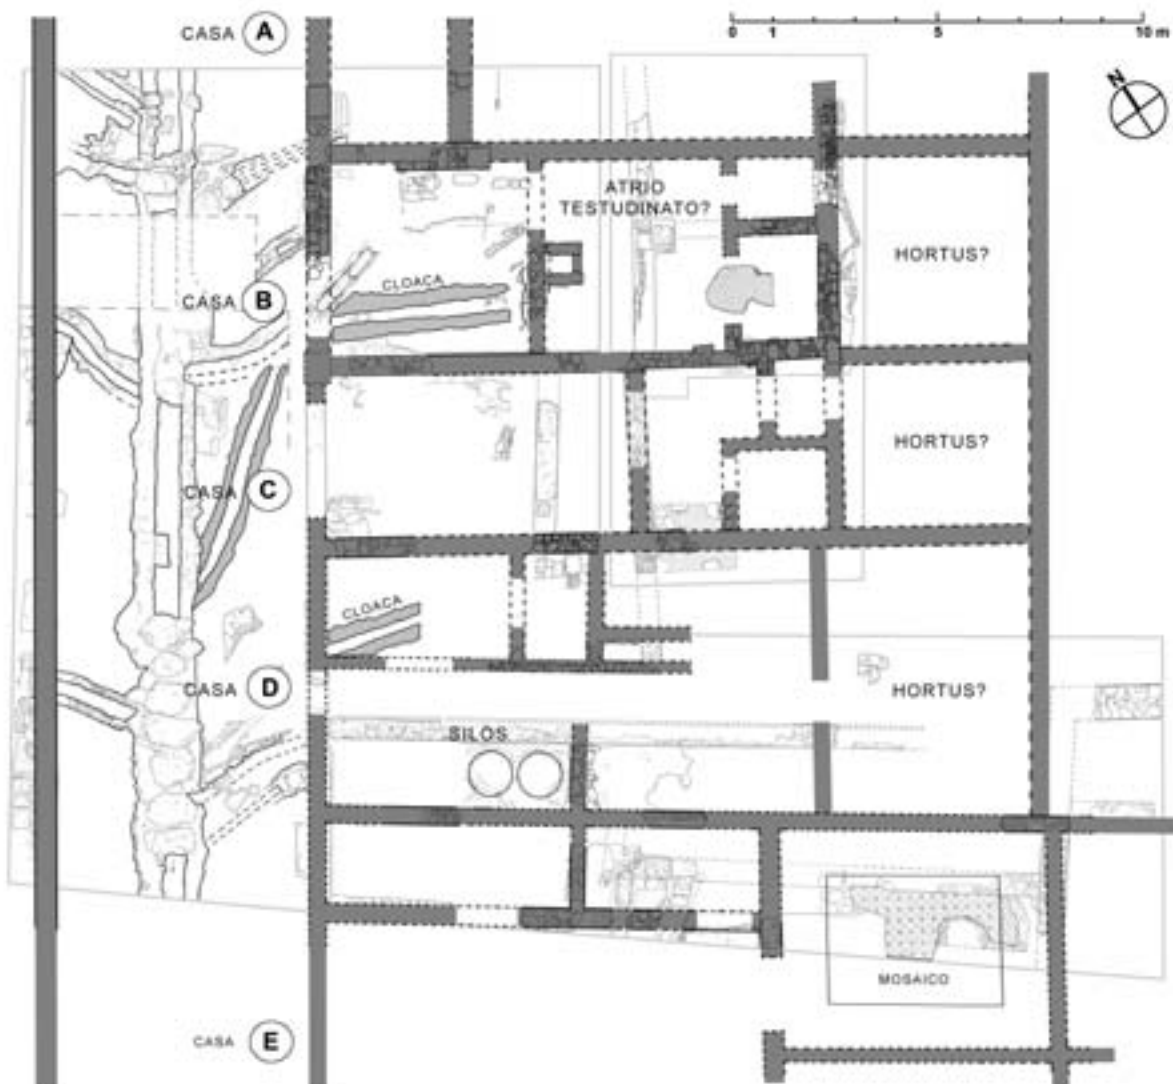 CASA A
0 1 5 10 m
N
ATRIO
TESTUDINATO?
HORTUS?
CLOACA
CASA B
HORTUS?
CASA C
CLOACA
CASA D
HORTUS?
SILOS
MOSAICO
CASA E